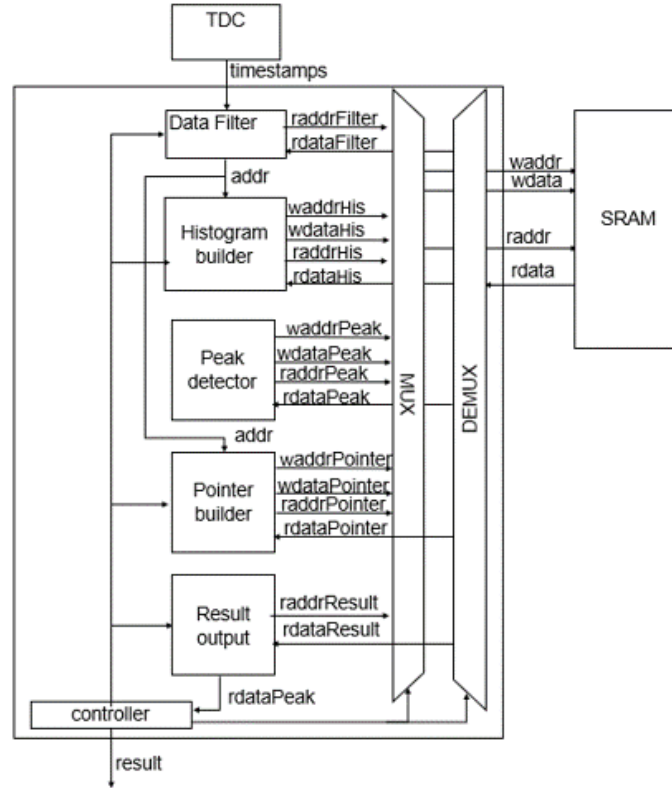 TDC
timestamps
Data Filter
raddrFilter
rdataFilter
addr
waddr
wdata
SRAM
Histogram
builder
waddrHis
wdataHis
raddrHis
rdataHis
raddr
rdata
Peak
detector
waddrPeak
wdataPeak
raddrPeak
rdataPeak
MUX
DEMUX
addr
Pointer
builder
waddrPointer
wdataPointer
raddrPointer
rdataPointer
Result
output
raddrResult
rdataResult
rdataPeak
controller
result